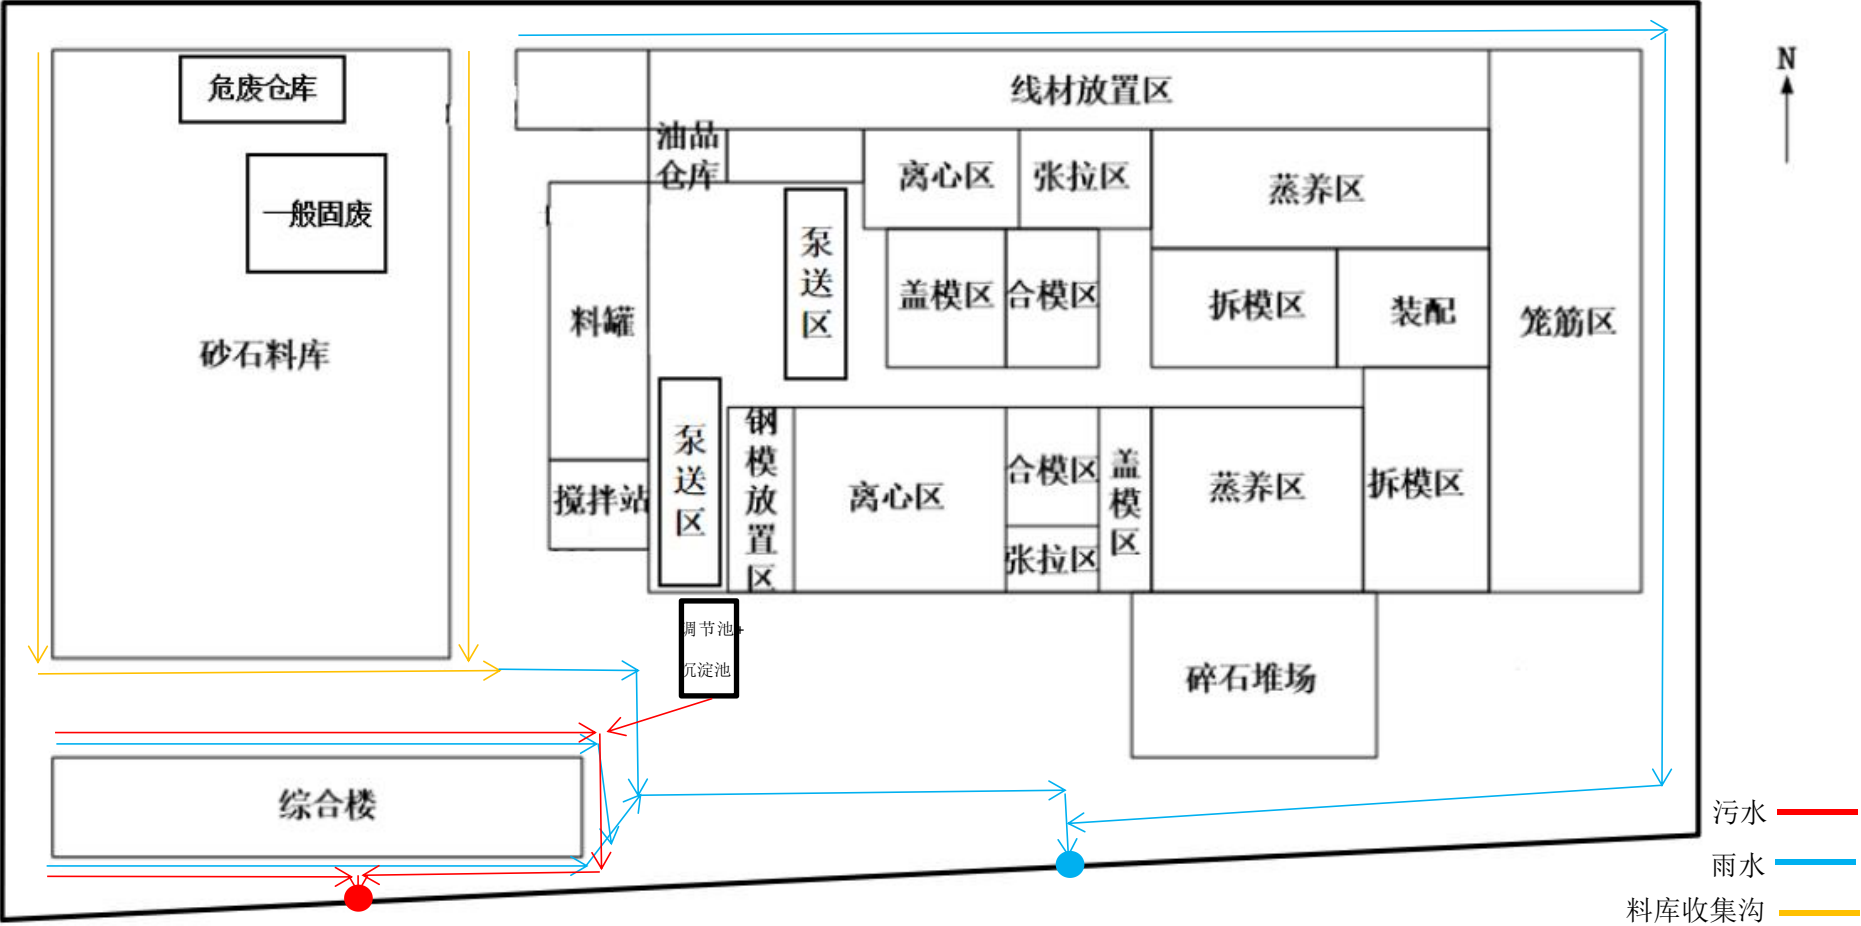 危废仓库
一般固废
砂石料库
综合楼
线材放置区
油品
仓库
离心区
张拉区
蒸养区
泵
送
区
盖模区
合模区
拆模区
装配
笼筋区
料罐
搅拌站
泵
送
区
钢
模
放
置
区
离心区
合模区
张拉区
盖
模
区
蒸养区
拆模区
调节池+
沉淀池
碎石堆场
N
污水
雨水
料库收集沟